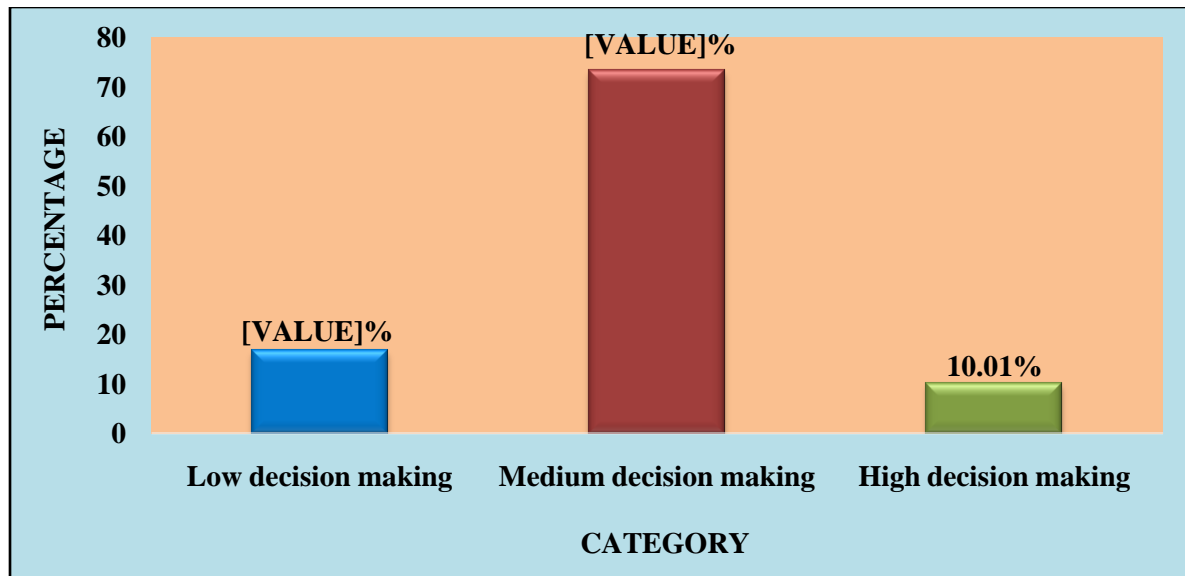 PERCENTAGE
80
70
60
50
40
30
20
10
0
[VALUE]%
[VALUE]%
10.01%
Low decision making
Medium decision making
High decision making
CATEGORY